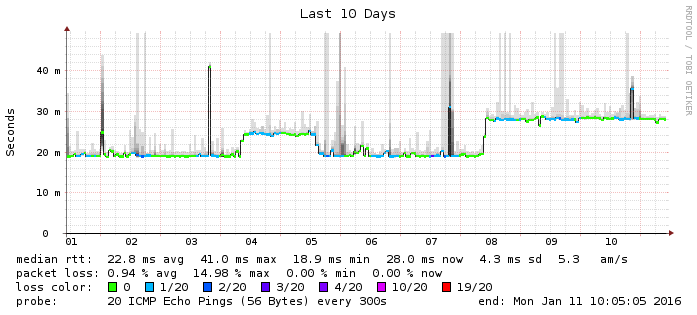 Last 10 Days
RRDTOOL / TOBI OETIKER
Seconds
40 m
30 m
20 m
10 m
0
01 02 03 04 05 06 07 08 09 10
median rtt: 22.8 ms avg 41.0 ms max 18.9 ms min 28.0 ms now 4.3 ms sd 5.3 am/s
packet loss: 0.94 % avg 14.98 % max 0.00 % min 0.00 % now
loss color: 0 1/20 2/20 3/20 4/20 10/20 19/20
probe: 20 ICMP Echo Pings (56 Bytes) every 300s end: Mon Jan 11 10:05:05 2016